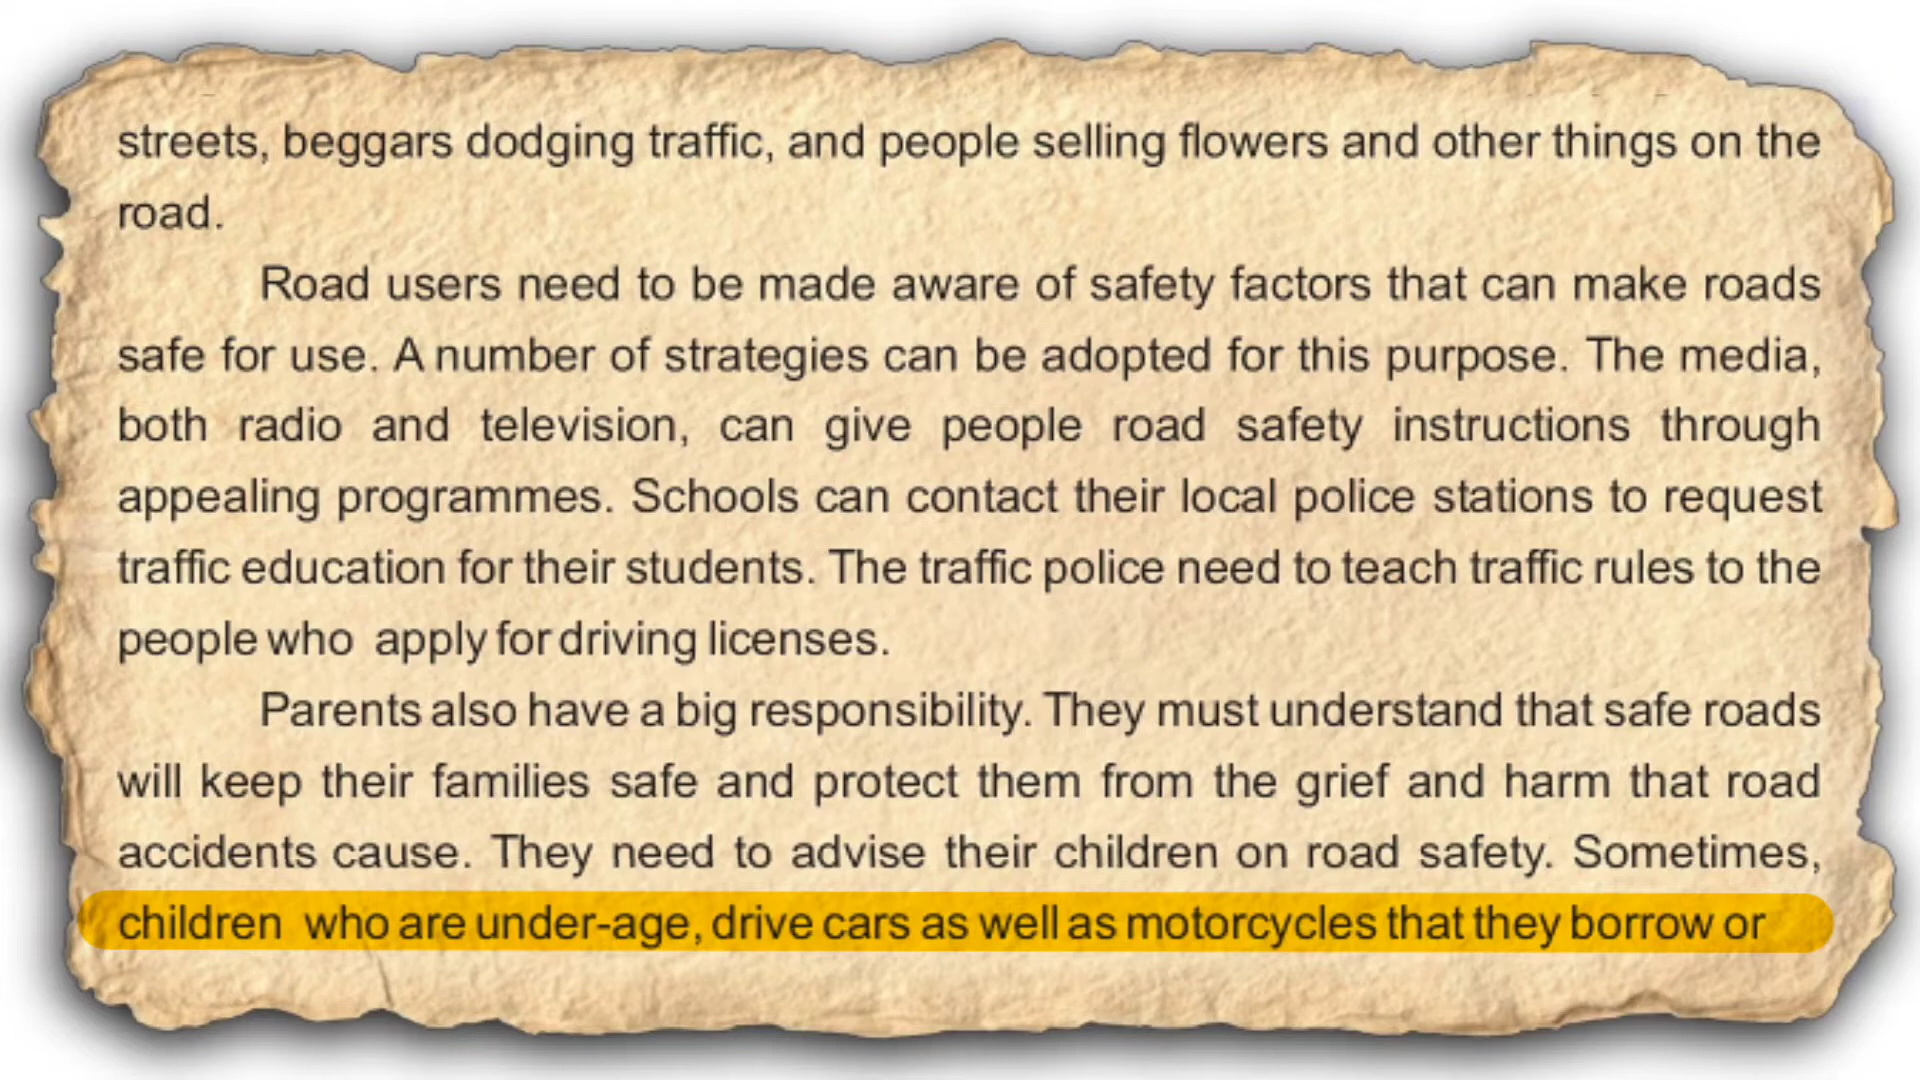 streets, beggars dodging traffic, and people selling flowers and other things on the
road.
Road users need to be made aware of safety factors that can make roads
safe for use. A number of strategies can be adopted for this purpose. The media,
both radio and television, can give people road safety instructions through
appealing programmes. Schools can contact their local police stations to request
traffic education for their students. The traffic police need to teach traffic rules to the
people who apply for driving licenses.
Parents also have a big responsibility. They must understand that safe roads
will keep their families safe and protect them from the grief and harm that road
accidents cause. They need to advise their children on road safety. Sometimes,
children who are under-age, drive cars as well as motorcycles that they borrow or